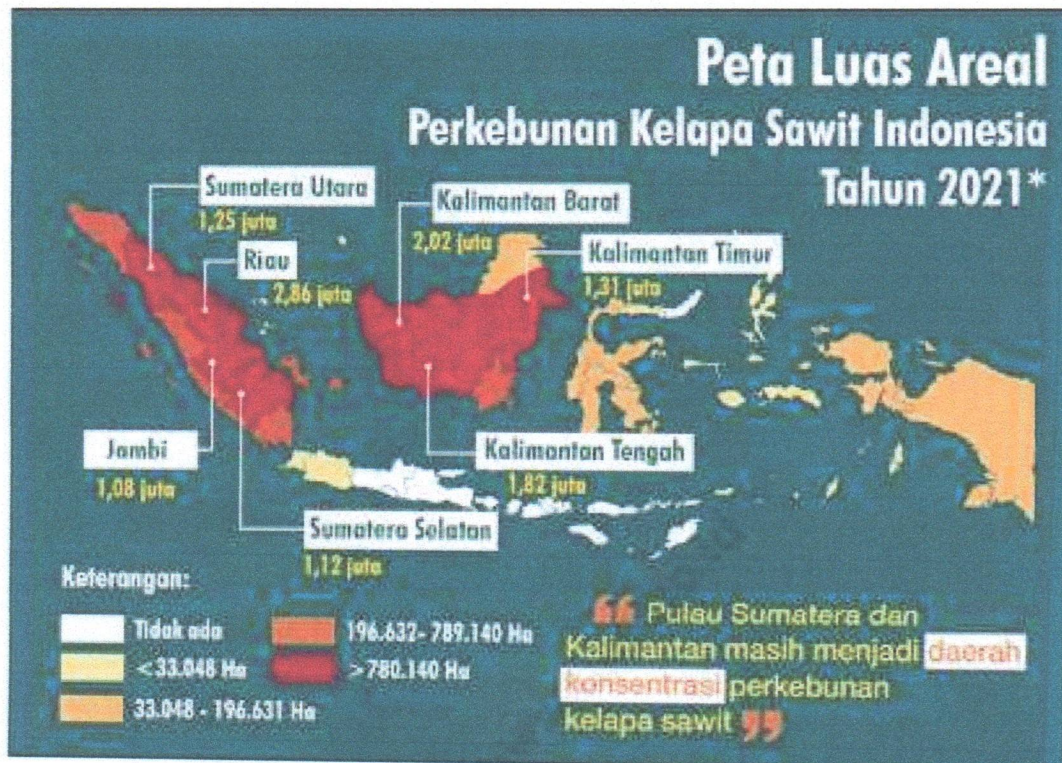 Peta Luas Areal
Perkebunan Kelapa Sawit Indonesia
Tahun 2021*
Sumatera Utara
1,25 juta
Riau
2,86 juta
Kalimantan Barat
2,02 juta
Kalimantan Timur
1,31 juta
Jambi
1,08 juta
Kalimantan Tengah
1,82 juta
Sumatera Selatan
1,12 juta
Keterangan:
Tidak ada
<33.048 Ha
33.048 - 196.631 Ha
196.632- 789.140 Ha
>780.140 Ha
❝ Pulau Sumatera dan
Kalimantan masih menjadi daerah
konsentrasi perkebunan
kelapa sawit ❞